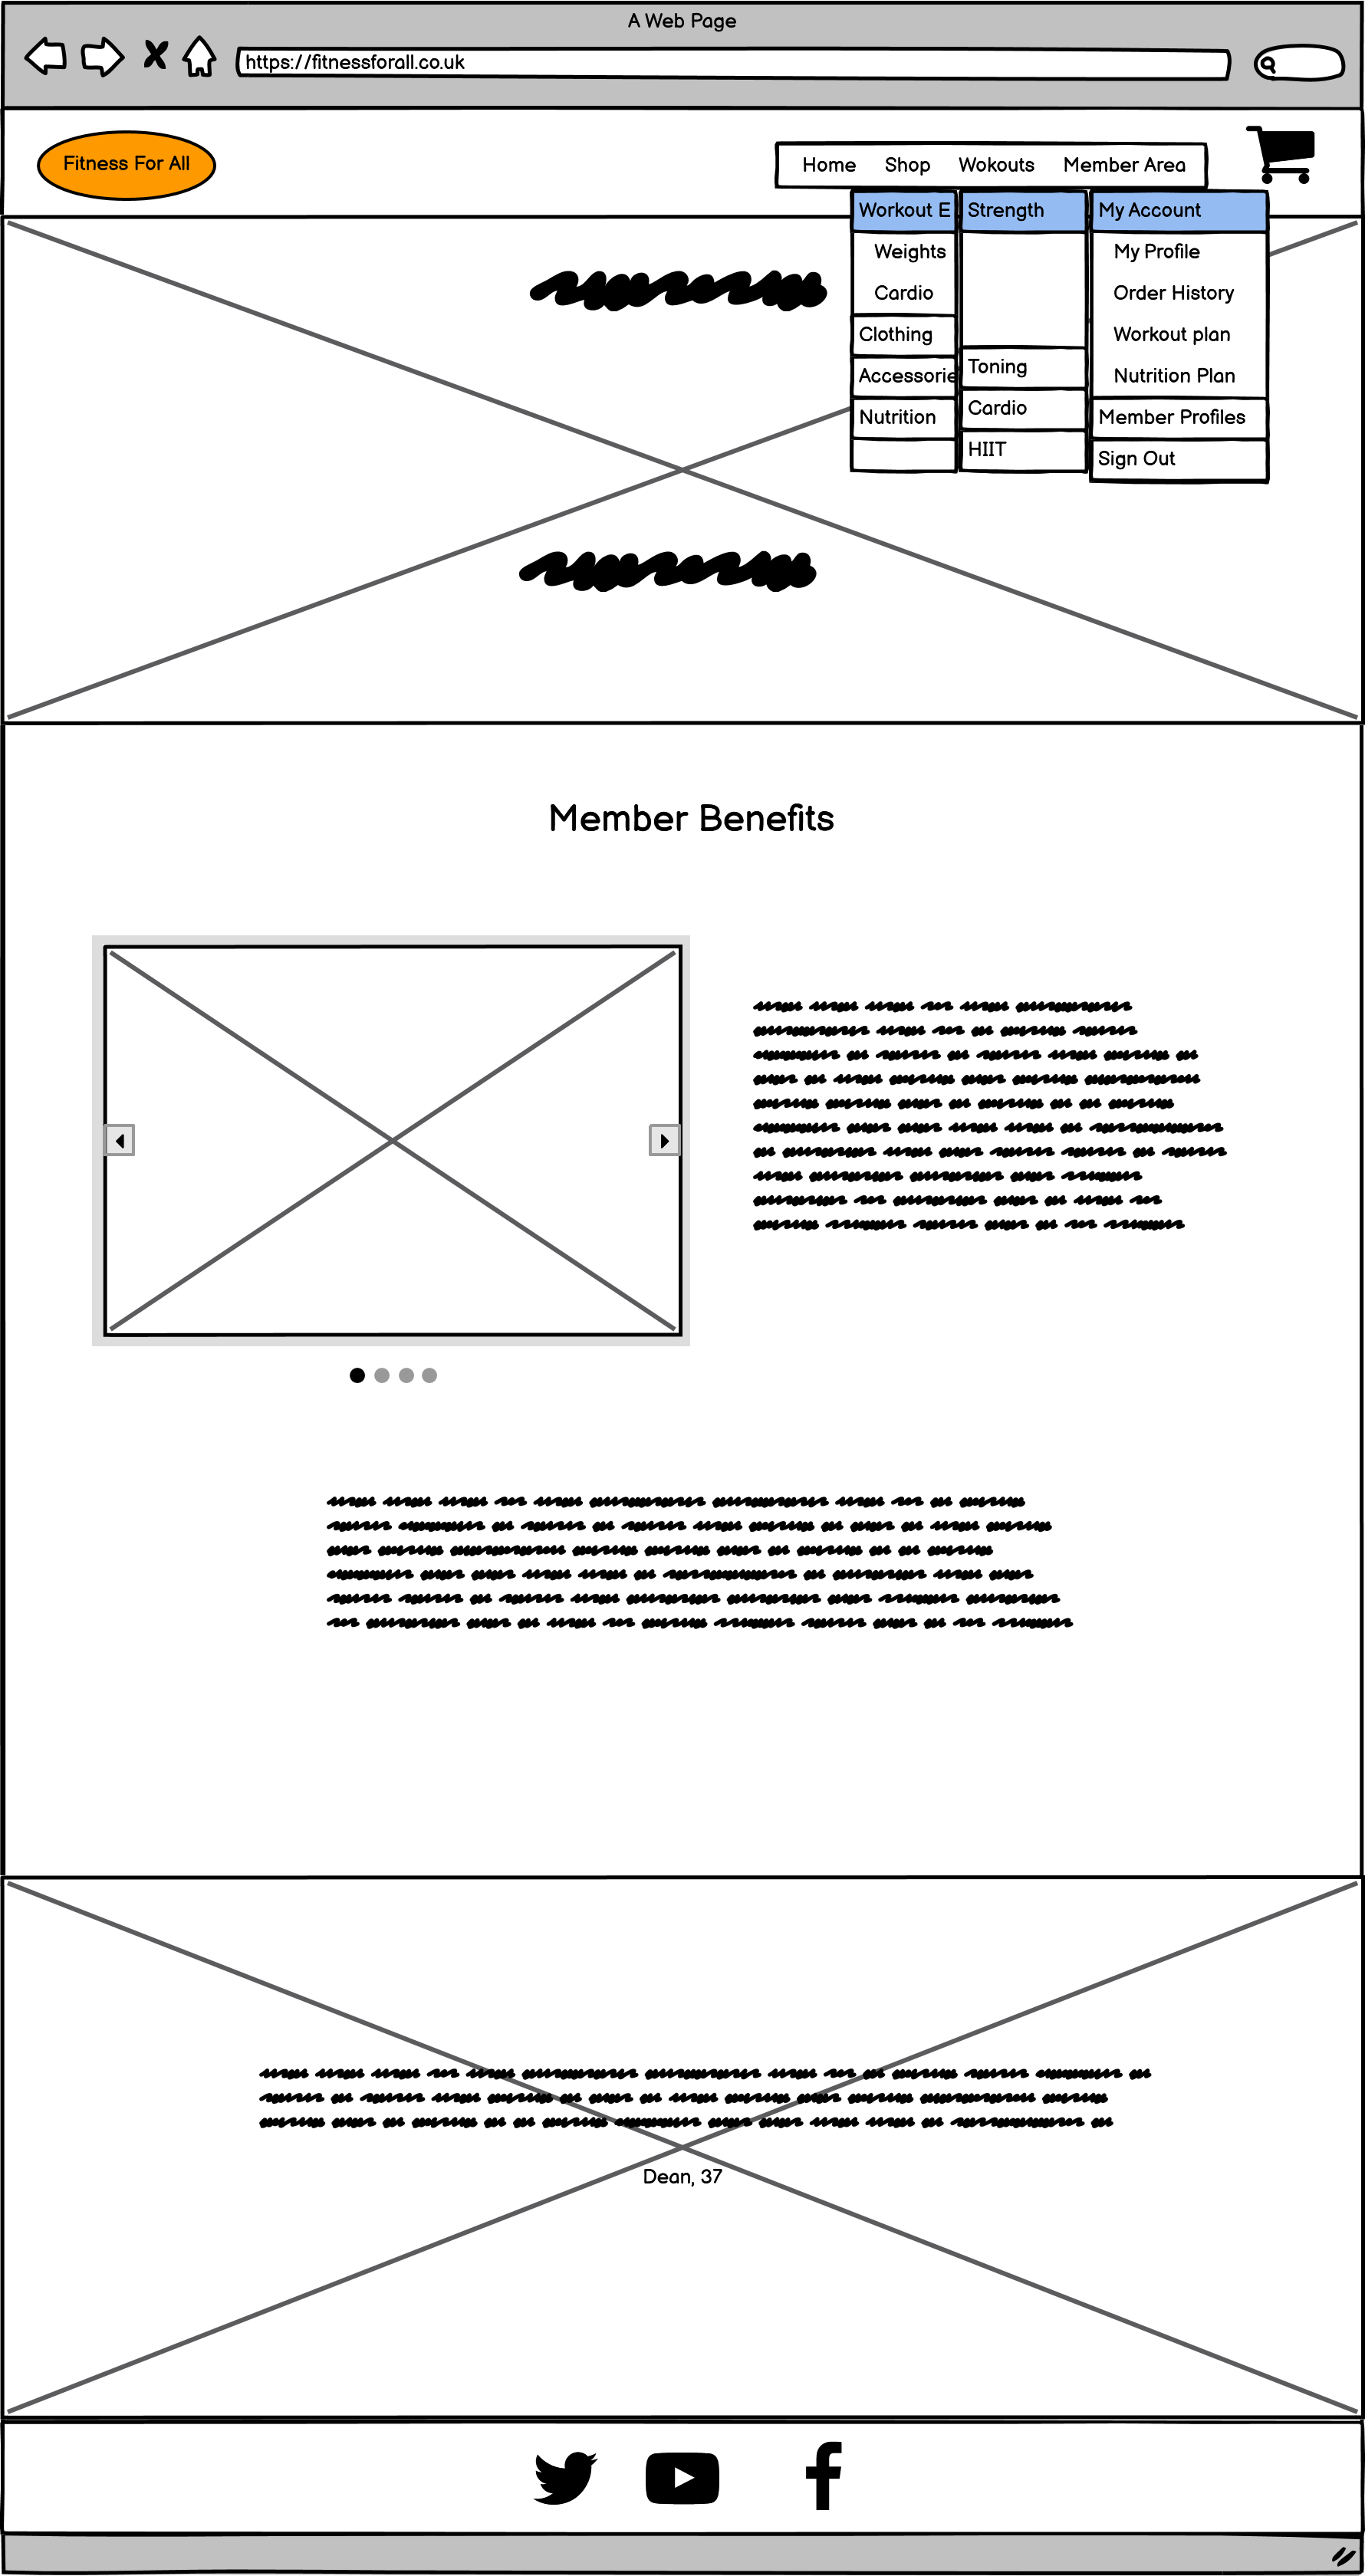 A Web Page
https://fitnessforall.co.uk
Fitness For All
Home Shop Wokouts Member Area
Workout E
Weights
Cardio
Clothing
Accessorie
Nutrition
Strength
Toning
Cardio
HIIT
My Account
My Profile
Order History
Workout plan
Nutrition Plan
Member Profiles
Sign Out
Member Benefits
Dean, 37